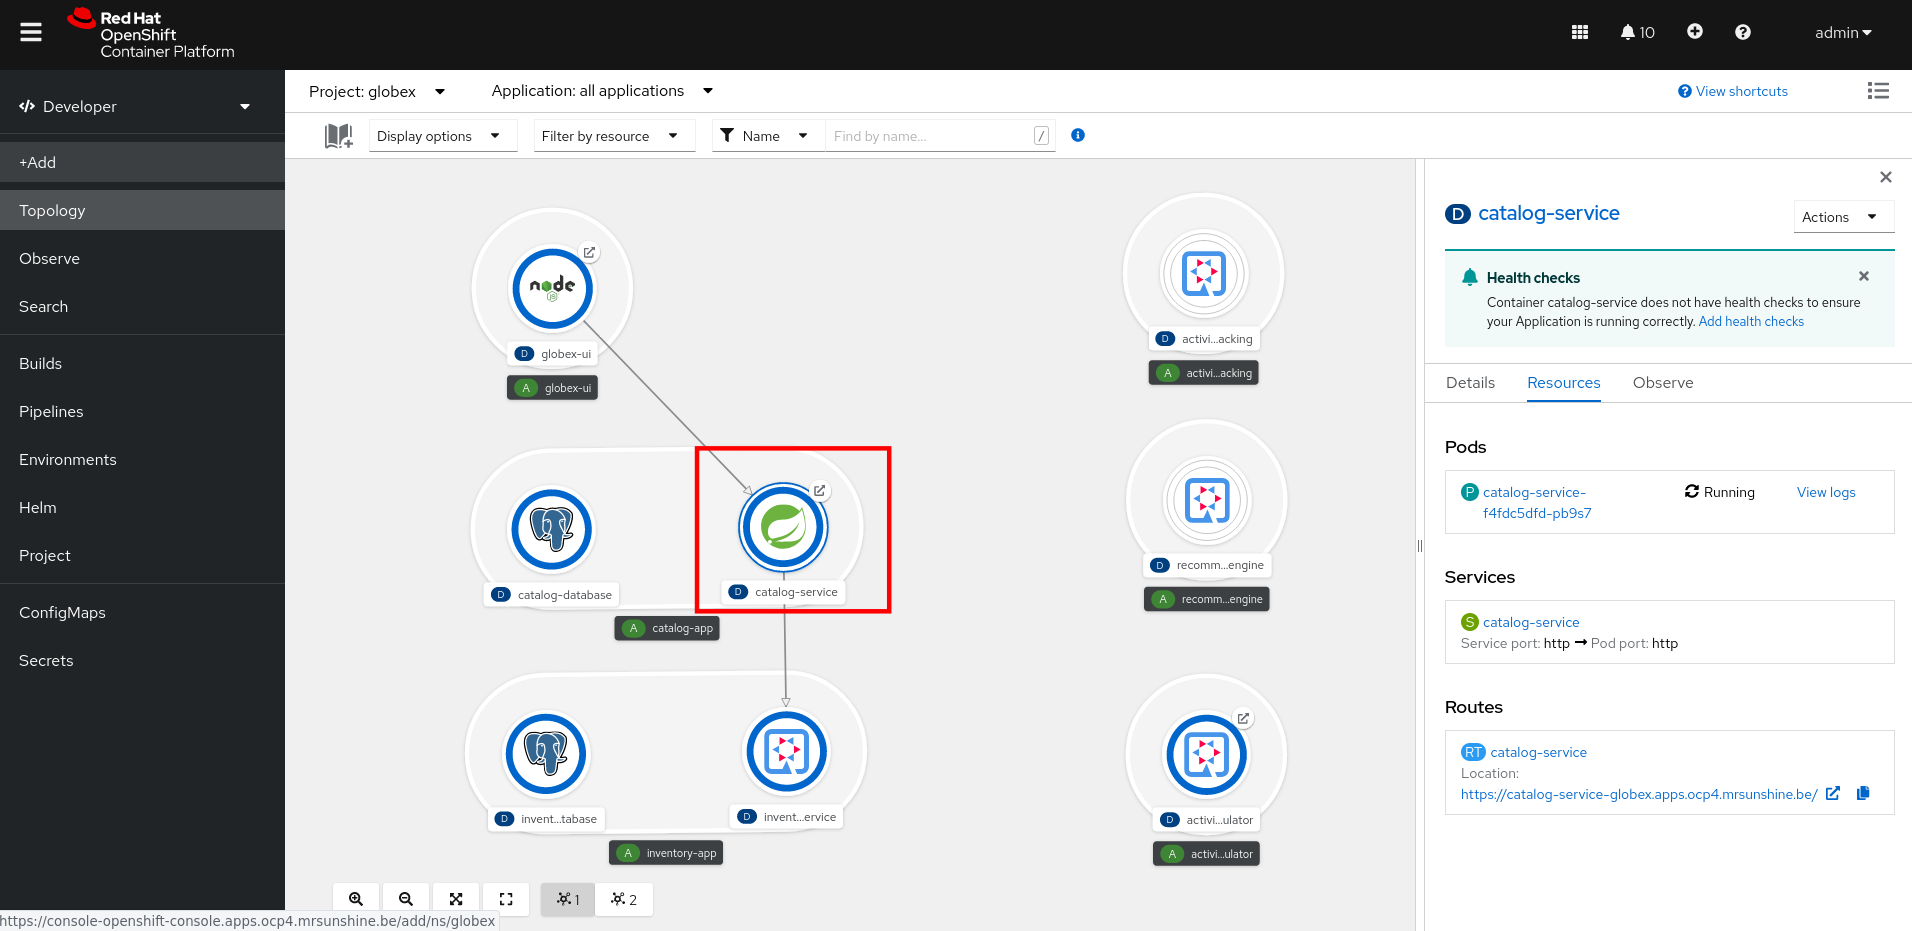 Red Hat
OpenShift
Container Platform
10
admin
Developer
+Add
Topology
Observe
Search
Builds
Pipelines
Environments
Helm
Project
ConfigMaps
Secrets
Project: globex
Application: all applications
View shortcuts
Display options
Filter by resource
Name
Find by name...
/
node
JS
D globex-ui
A globex-ui
D catalog-database
D catalog-service
A catalog-app
D invent...tabase
D invent...ervice
A inventory-app
D activi...acking
A activi...acking
D recomm...engine
A recomm...engine
D activi...ulator
A activi...ulator
1
2
https://console-openshift-console.apps.ocp4.mrsunshine.be/add/ns/globex
D catalog-service
Actions
Health checks
Container catalog-service does not have health checks to ensure
your Application is running correctly. Add health checks
Details
Resources
Observe
Pods
P catalog-service-
f4fdc5dfd-pb9s7
Running
View logs
Services
S catalog-service
Service port: http → Pod port: http
Routes
RT catalog-service
Location:
https://catalog-service-globex.apps.ocp4.mrsunshine.be/